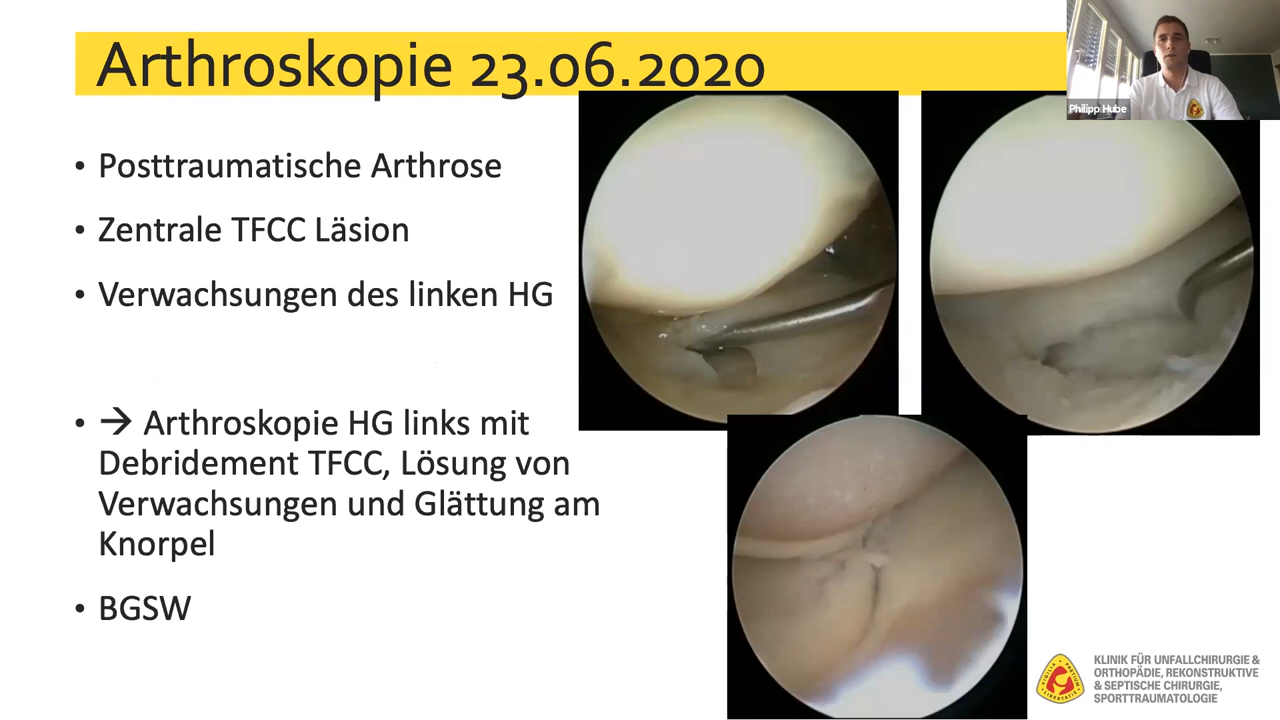 Arthroskopie 23.06.2020
Philipp Hube
• Posttraumatische Arthrose
• Zentrale TFCC Läsion
• Verwachsungen des linken HG
• → Arthroskopie HG links mit
Debridement TFCC, Lösung von
Verwachsungen und Glättung am
Knorpel
• BGSW
KLINIK FÜR UNFALLCHIRURGIE &
ORTHOPÄDIE, REKONSTRUKTIVE
& SEPTISCHE CHIRURGIE,
SPORTTRAUMATOLOGIE